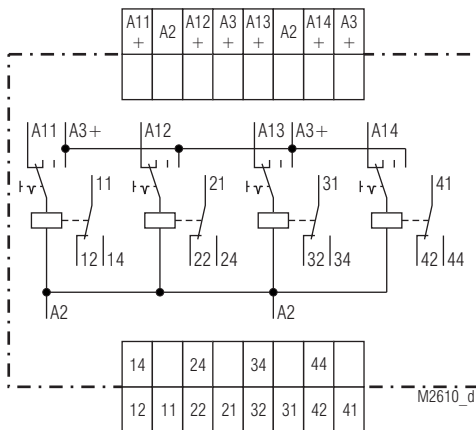 A11 A2 A12 A3 A13 A2 A14 A3
+ + + + + +
A11 A3+ A12 A13 A3+ A14
11 21 31 41
12 14 22 24 32 34 42 44
A2 A2
14 24 34 44
12 11 22 21 32 31 42 41
M2610_d